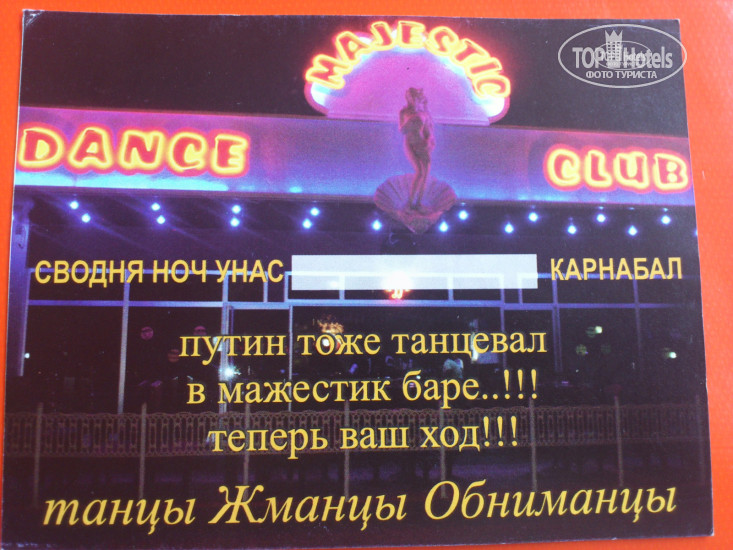 MAJESTIC
TOP Hotels
ФОТО ТУРИСТА
DANCE CLUB
СВОДНЯ НОЧ УНАС КАРНАБАЛ
путин тоже танцевал
в мажестик баре..!!!
теперь ваш ход!!!
танцы Жманцы Обниманцы